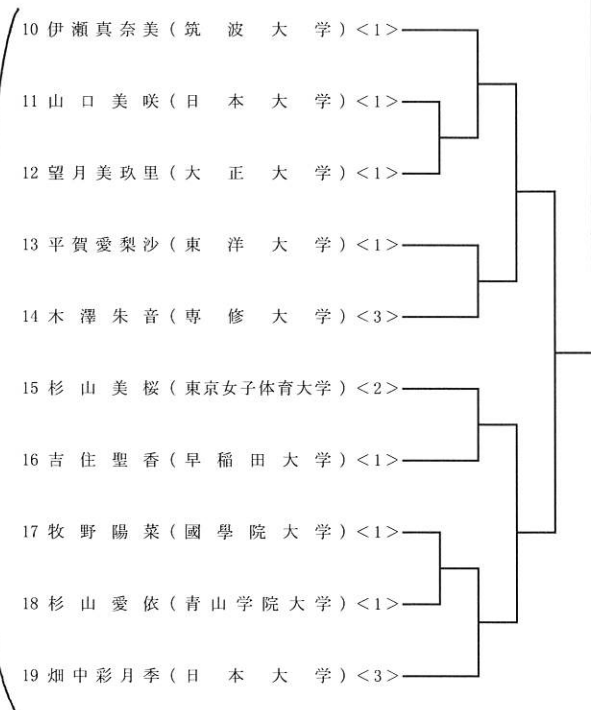 10 伊瀬真奈美(筑波大学)<1>
11 山口美咲(日本大学)<1>
12 望月美玖里(大正大学)<1>
13 平賀愛梨沙(東洋大学)<1>
14 木澤朱音(専修大学)<3>
15 杉山美桜(東京女子体育大学)<2>
16 吉住聖香(早稲田大学)<1>
17 牧野陽菜(國學院大学)<1>
18 杉山愛依(青山学院大学)<1>
19 畑中彩月季(日本大学)<3>